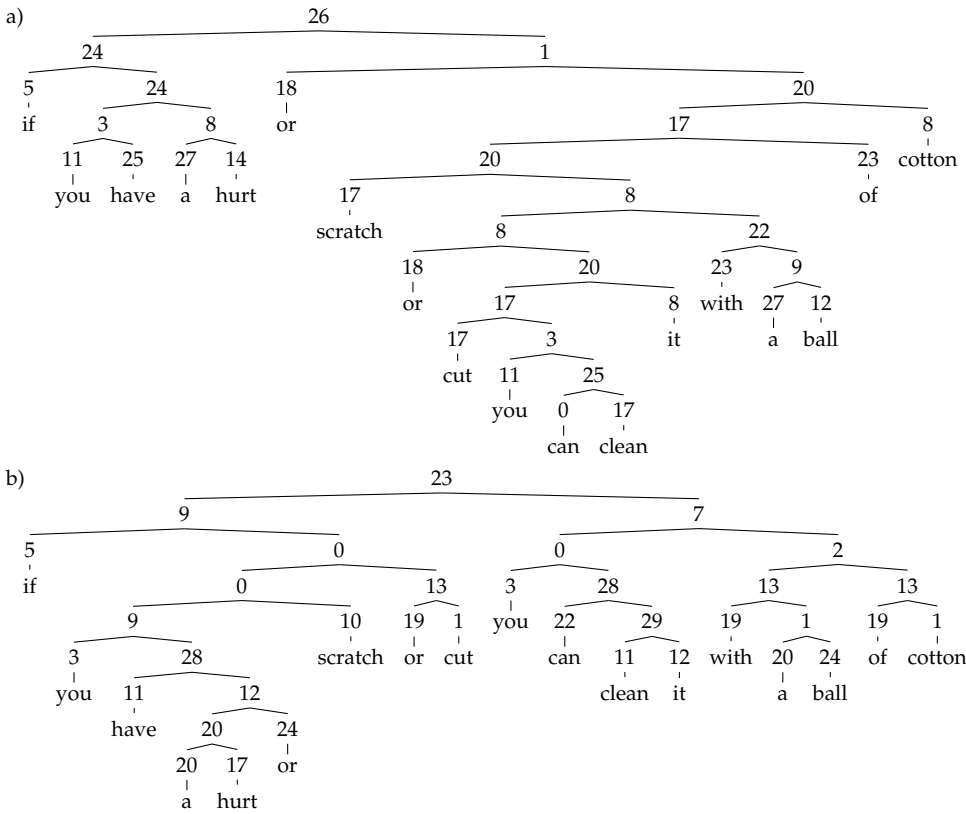 a) 26
24 1
5 24 18 20
if 3 8 or 17 8
11 25 27 14 20 23 cotton
you have a hurt 17 8 of
scratch 8 22
18 20 23 9
or 17 8 with 27 12
17 3 it a ball
cut 11 25
you 0 17
can clean
b) 23
9 7
5 0 0 2
if 0 13 3 28 13 13
9 10 19 1 you 22 29 19 1 19 1
3 28 scratch or cut can 11 12 with 20 24 of cotton
you 11 12 clean it a ball
have 20 24
20 17 or
a hurt